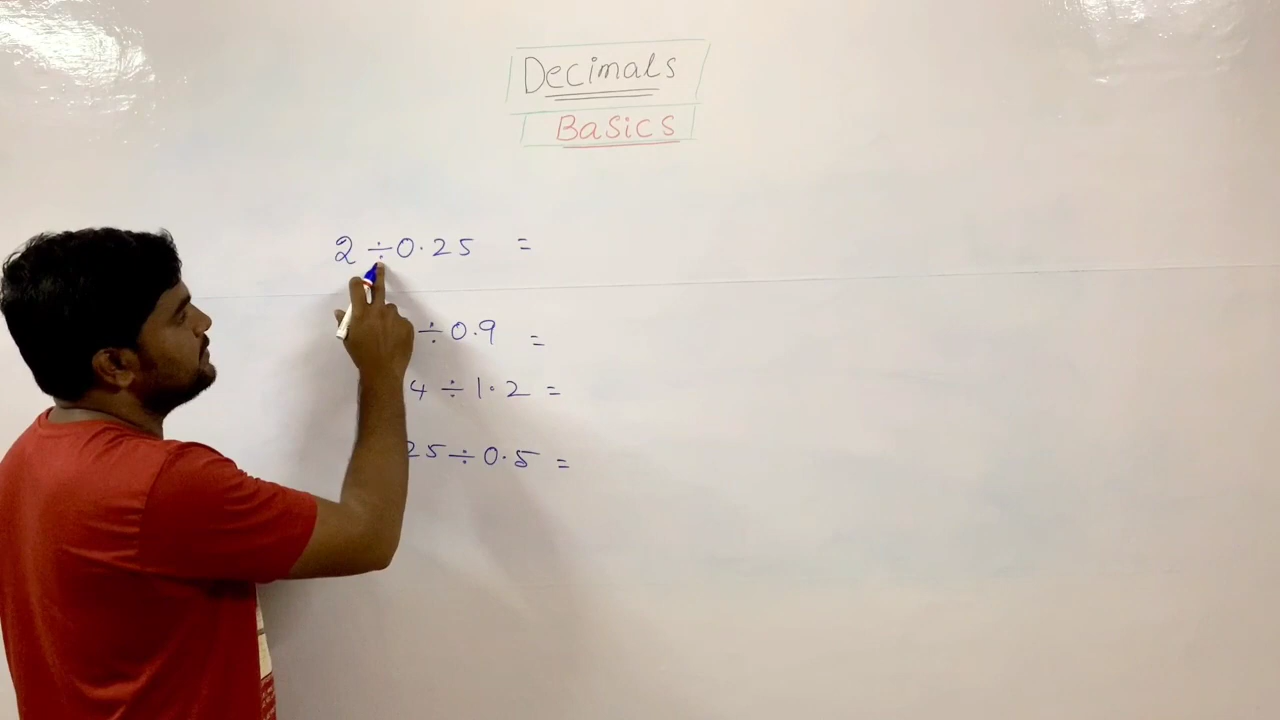 Decimals
Basics
2 ÷ 0.25 =
÷ 0.9 =
4 ÷ 1.2 =
25 ÷ 0.5 =